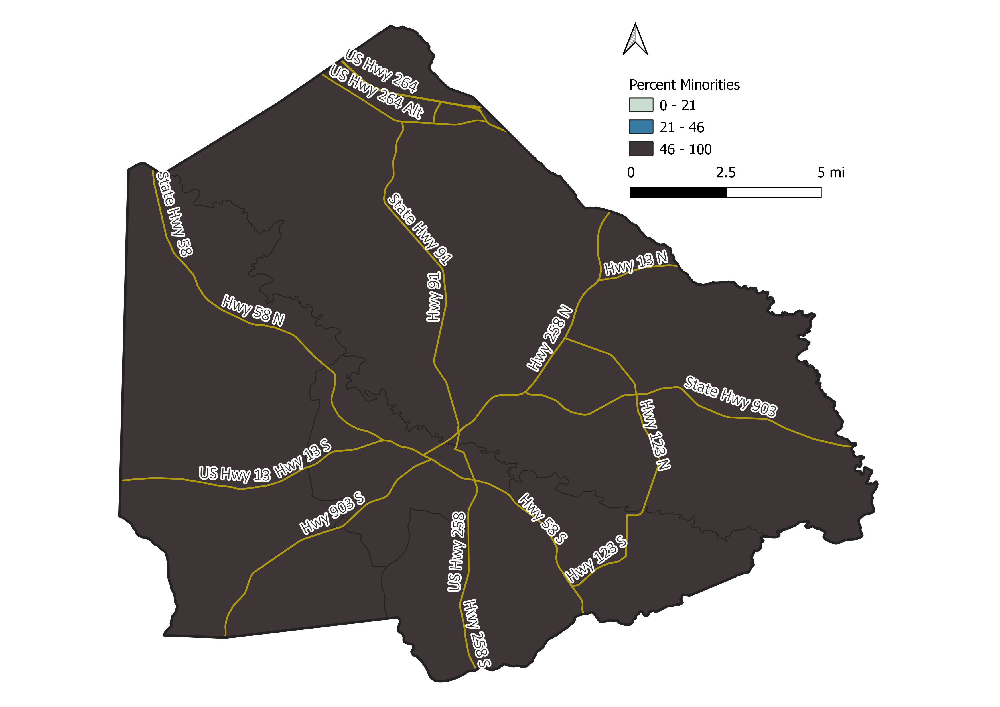 US Hwy 264
US Hwy 264 Alt
Percent Minorities
0 - 21
21 - 46
46 - 100
0 2.5 5 mi
State Hwy 58
State Hwy 91
Hwy 91
Hwy 13 N
Hwy 58 N
Hwy 258 N
State Hwy 903
Hwy 123 N
US Hwy 13
Hwy 13 S
Hwy 903 S
Hwy 58 S
US Hwy 258
Hwy 123 S
Hwy 258 S